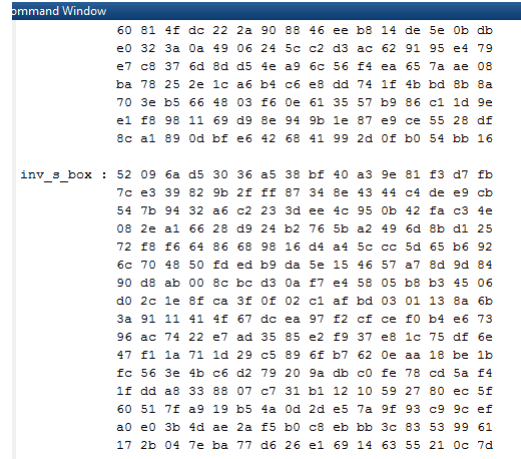 ommand Window
60 81 4f dc 22 2a 90 88 46 ee b8 14 de 5e 0b db
e0 32 3a 0a 49 06 24 5c c2 d3 ac 62 91 95 e4 79
e7 c8 37 6d 8d d5 4e a9 6c 56 f4 ea 65 7a ae 08
ba 78 25 2e 1c a6 b4 c6 e8 dd 74 1f 4b bd 8b 8a
70 3e b5 66 48 03 f6 0e 61 35 57 b9 86 c1 1d 9e
e1 f8 98 11 69 d9 8e 94 9b 1e 87 e9 ce 55 28 df
8c a1 89 0d bf e6 42 68 41 99 2d 0f b0 54 bb 16
inv_s_box : 52 09 6a d5 30 36 a5 38 bf 40 a3 9e 81 f3 d7 fb
7c e3 39 82 9b 2f ff 87 34 8e 43 44 c4 de e9 cb
54 7b 94 32 a6 c2 23 3d ee 4c 95 0b 42 fa c3 4e
08 2e a1 66 28 d9 24 b2 76 5b a2 49 6d 8b d1 25
72 f8 f6 64 86 68 98 16 d4 a4 5c cc 5d 65 b6 92
6c 70 48 50 fd ed b9 da 5e 15 46 57 a7 8d 9d 84
90 d8 ab 00 8c bc d3 0a f7 e4 58 05 b8 b3 45 06
d0 2c 1e 8f ca 3f 0f 02 c1 af bd 03 01 13 8a 6b
3a 91 11 41 4f 67 dc ea 97 f2 cf ce f0 b4 e6 73
96 ac 74 22 e7 ad 35 85 e2 f9 37 e8 1c 75 df 6e
47 f1 1a 71 1d 29 c5 89 6f b7 62 0e aa 18 be 1b
fc 56 3e 4b c6 d2 79 20 9a db c0 fe 78 cd 5a f4
1f dd a8 33 88 07 c7 31 b1 12 10 59 27 80 ec 5f
60 51 7f a9 19 b5 4a 0d 2d e5 7a 9f 93 c9 9c ef
a0 e0 3b 4d ae 2a f5 b0 c8 eb bb 3c 83 53 99 61
17 2b 04 7e ba 77 d6 26 e1 69 14 63 55 21 0c 7d